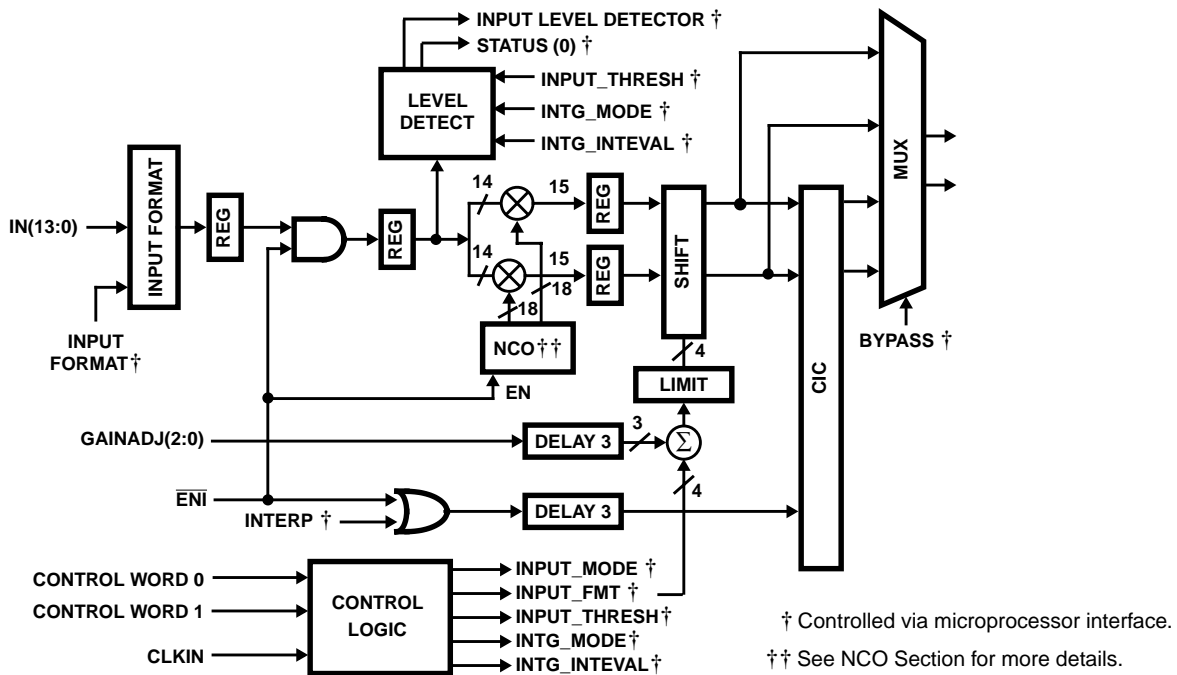 INPUT LEVEL DETECTOR †
STATUS (0) †
INPUT_THRESH †
INTG_MODE †
INTG_INTEVAL †
LEVEL
DETECT
IN(13:0)
INPUT FORMAT
REG
REG
14
15
REG
14
15
REG
18
18
SHIFT
MUX
INPUT
FORMAT†
NCO††
EN
4
LIMIT
BYPASS †
CIC
GAINADJ(2:0)
DELAY 3
3
Σ
4
ENI
INTERP †
DELAY 3
CONTROL WORD 0
CONTROL WORD 1
CLKIN
CONTROL
LOGIC
INPUT_MODE †
INPUT_FMT †
INPUT_THRESH†
INTG_MODE†
INTG_INTEVAL†
† Controlled via microprocessor interface.
†† See NCO Section for more details.